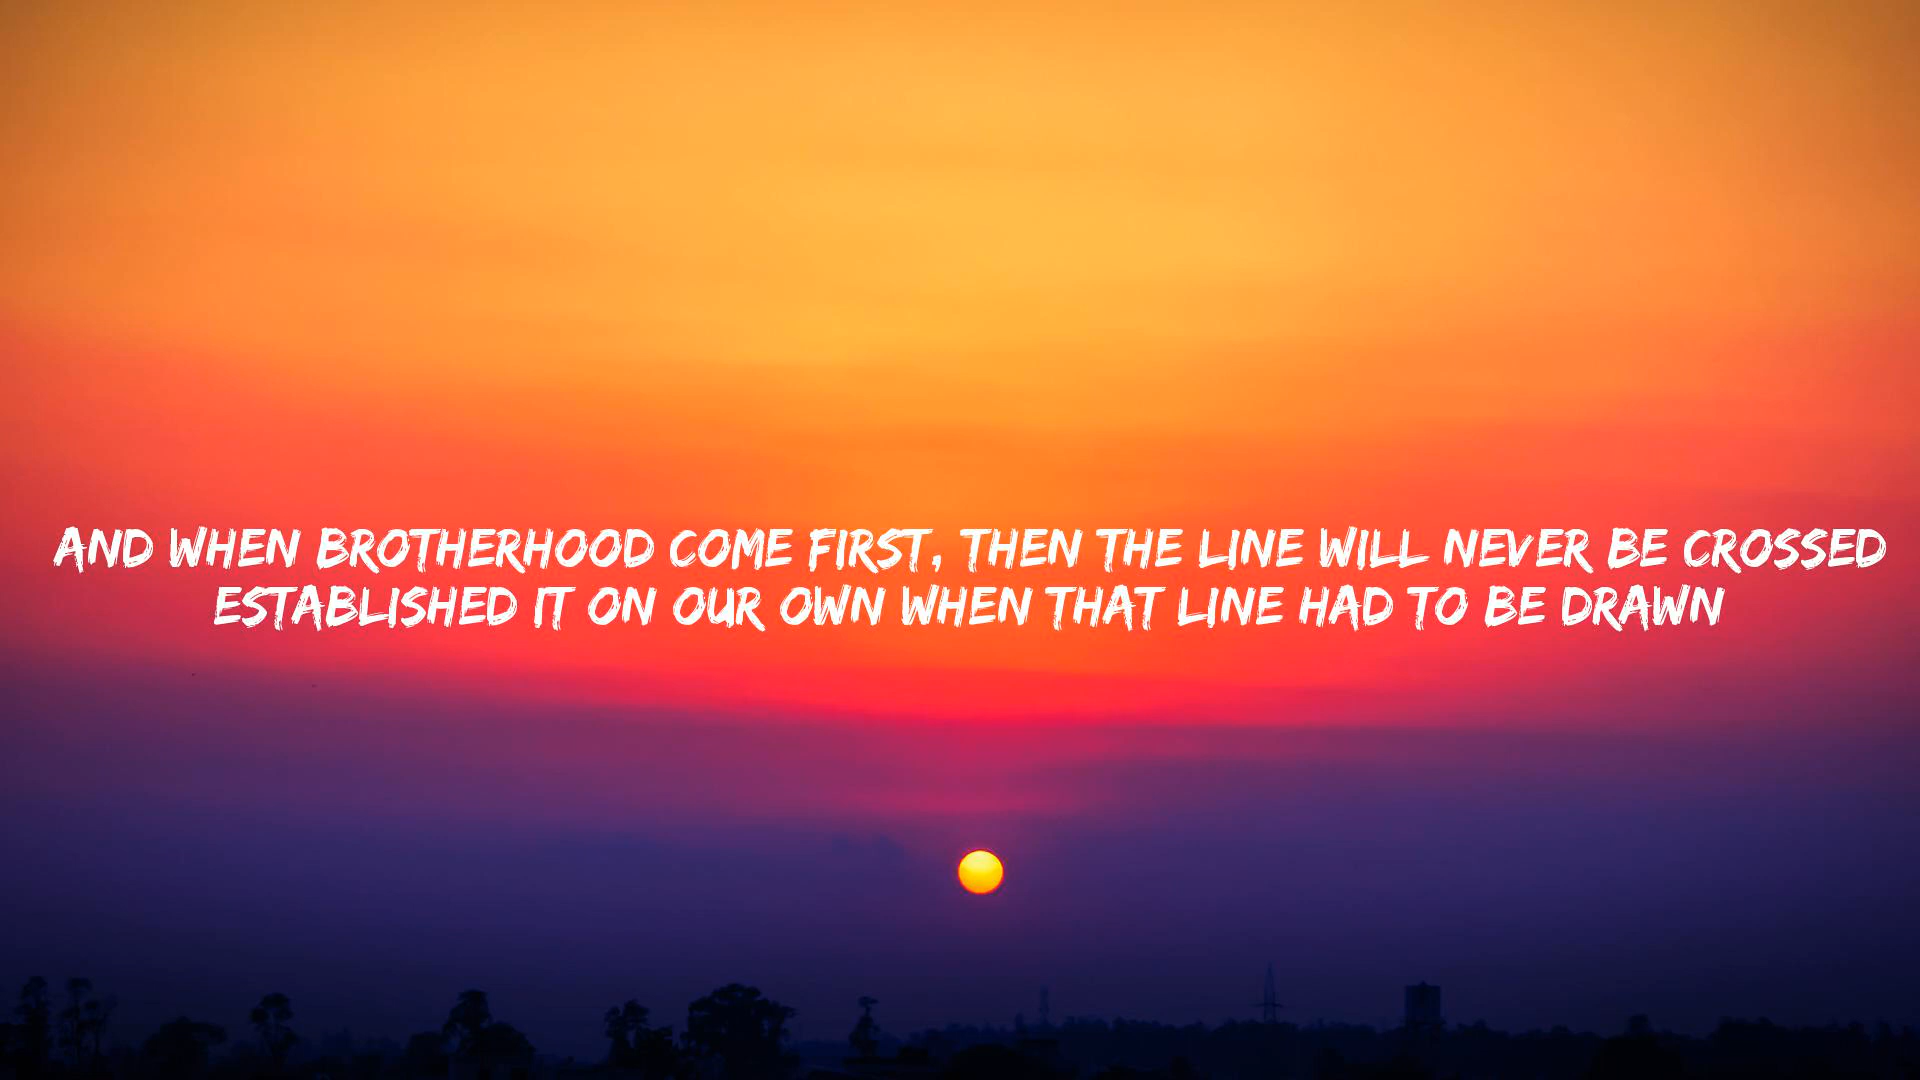 AND WHEN BROTHERHOOD COME FIRST, THEN THE LINE WILL NEVER BE CROSSED
ESTABLISHED IT ON OUR OWN WHEN THAT LINE HAD TO BE DRAWN